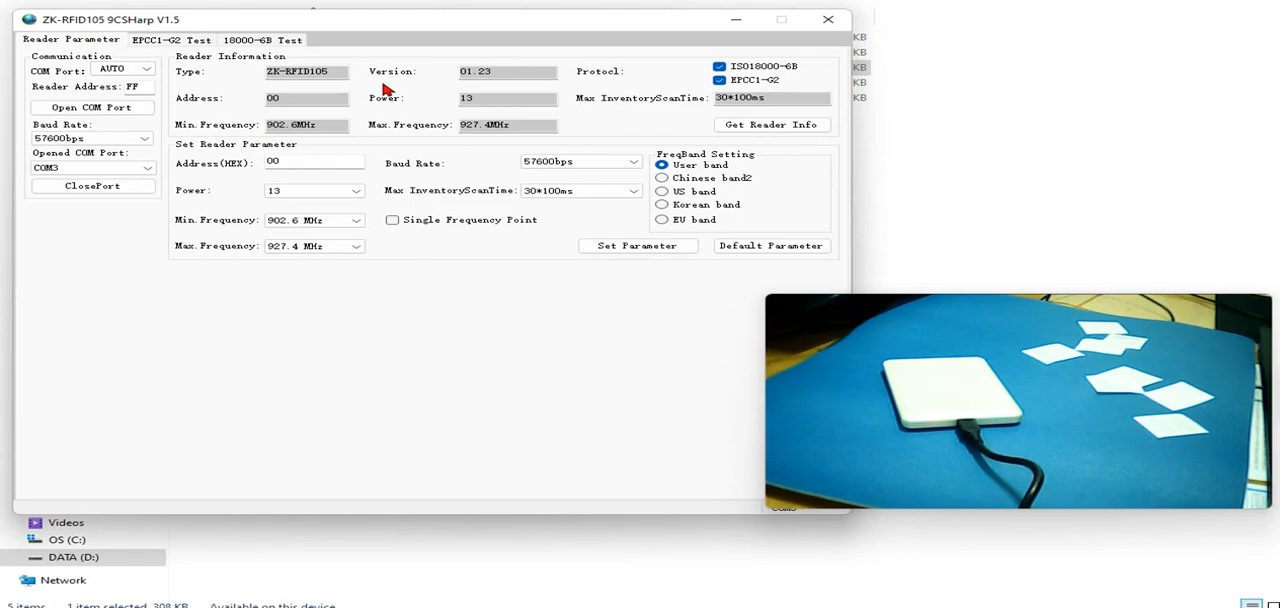 ZK-RFID105 9CSHarp V1.5
Reader Parameter EPCC1-G2 Test 18000-6B Test
Communication
COM Port: AUTO
Reader Address: FF
Open COM Port
Baud Rate:
57600bps
Opened COM Port:
COM3
ClosePort
Reader Information
Type: ZK-RFID105 Version: 01.23 Protocl: ISO18000-6B
EPCC1-G2
Address: 00 Power: 13 Max InventoryScanTime: 30*100ms
Min.Frequency: 902.6MHz Max.Frequency: 927.4MHz Get Reader Info
Set Reader Parameter
Address(HEX): 00 Baud Rate: 57600bps
Power: 13 Max InventoryScanTime: 30*100ms
Min.Frequency: 902.6 MHz Single Frequency Point
Max.Frequency: 927.4 MHz Set Parameter Default Parameter
FreqBand Setting
User band
Chinese band2
US band
Korean band
EU band
KB
KB
KB
KB
KB
Videos
OS (C:)
DATA (D:)
Network
5 items 1 item selected 308 KB Available on this device